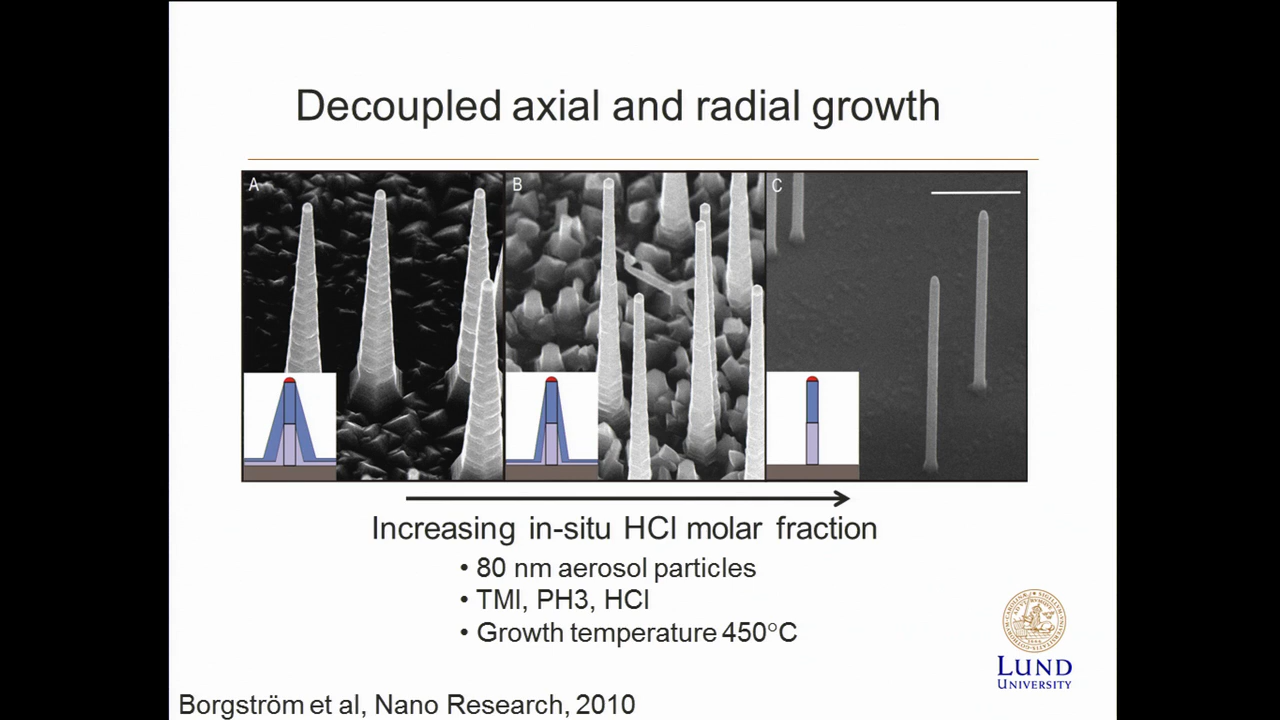 Decoupled axial and radial growth
A B C
Increasing in-situ HCl molar fraction
• 80 nm aerosol particles
• TMI, PH3, HCl
• Growth temperature 450°C
LUND
UNIVERSITY
Borgström et al, Nano Research, 2010